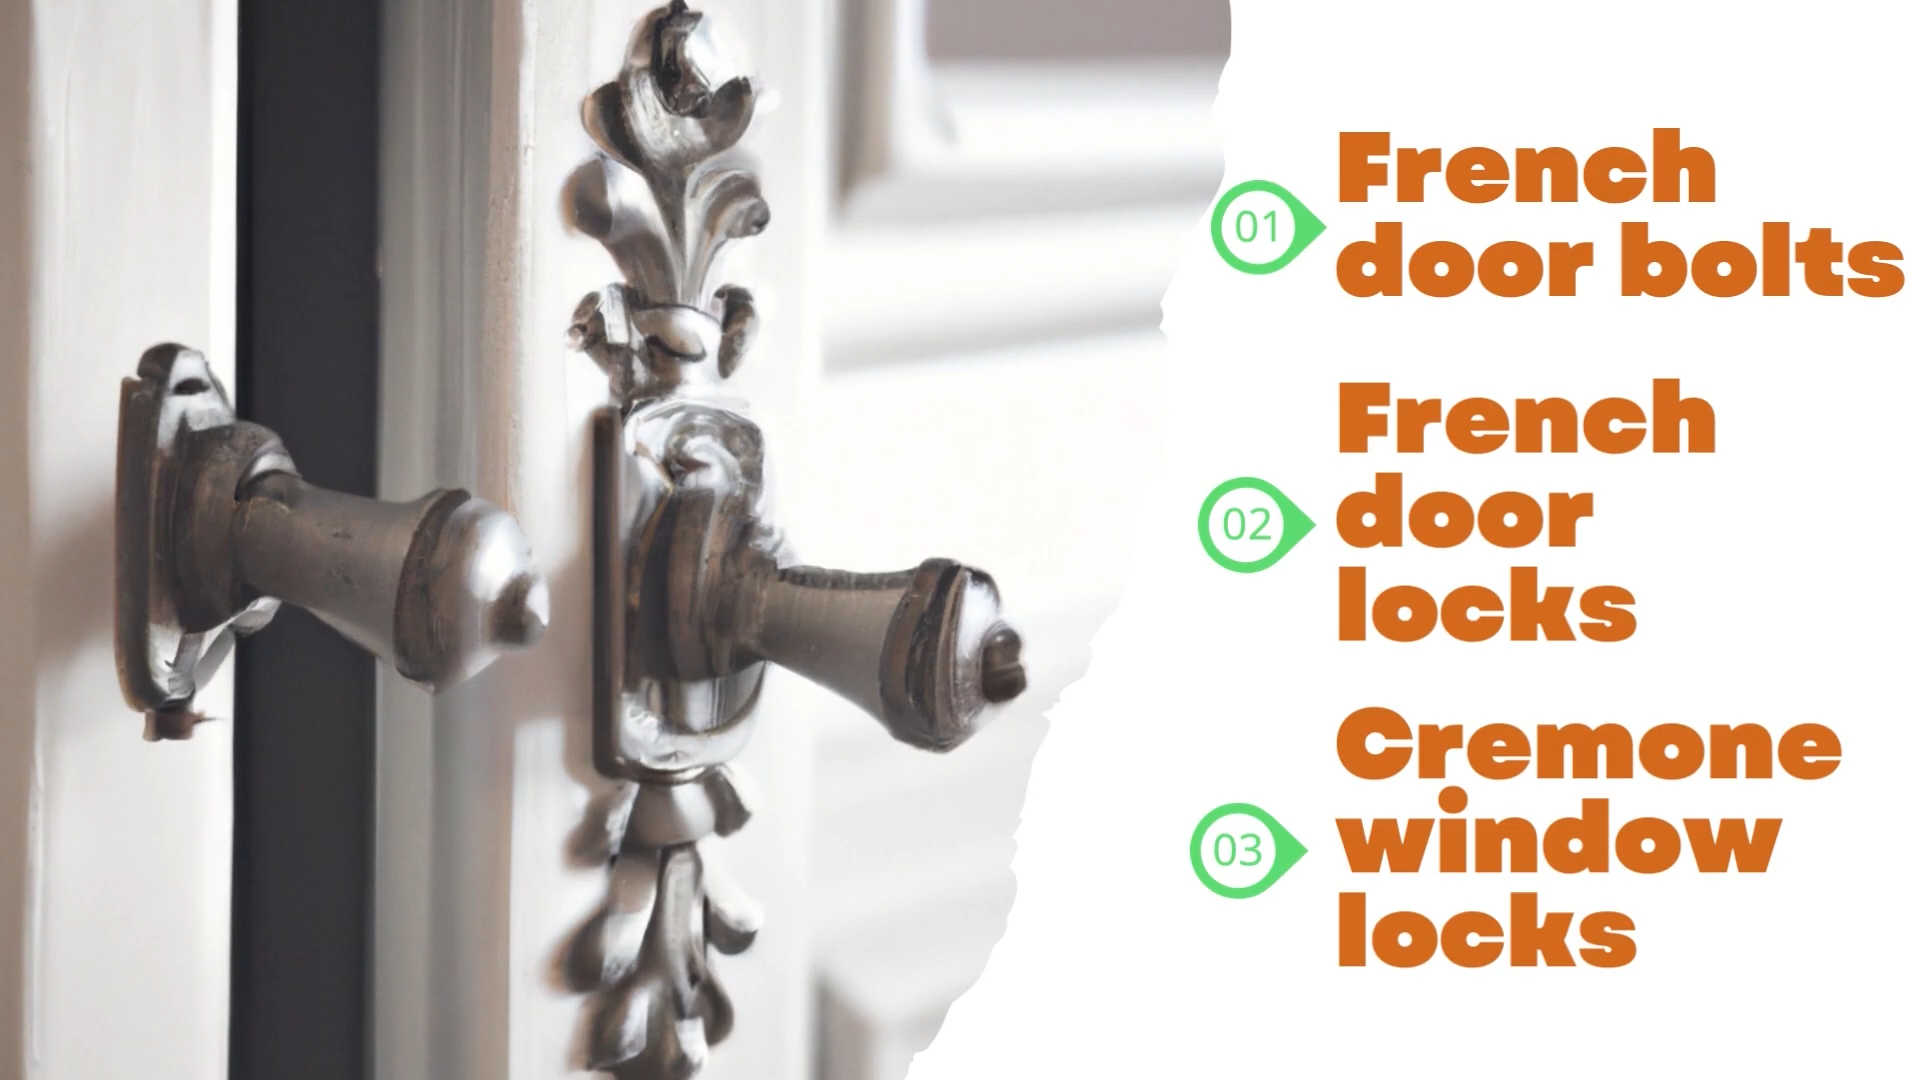 01
French
door bolts
02
French
door
locks
03
Cremone
window
locks